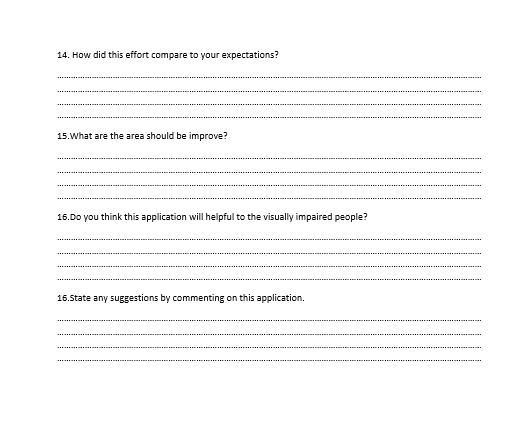 14. How did this effort compare to your expectations?
15.What are the area should be improve?
16.Do you think this application will helpful to the visually impaired people?
16.State any suggestions by commenting on this application.